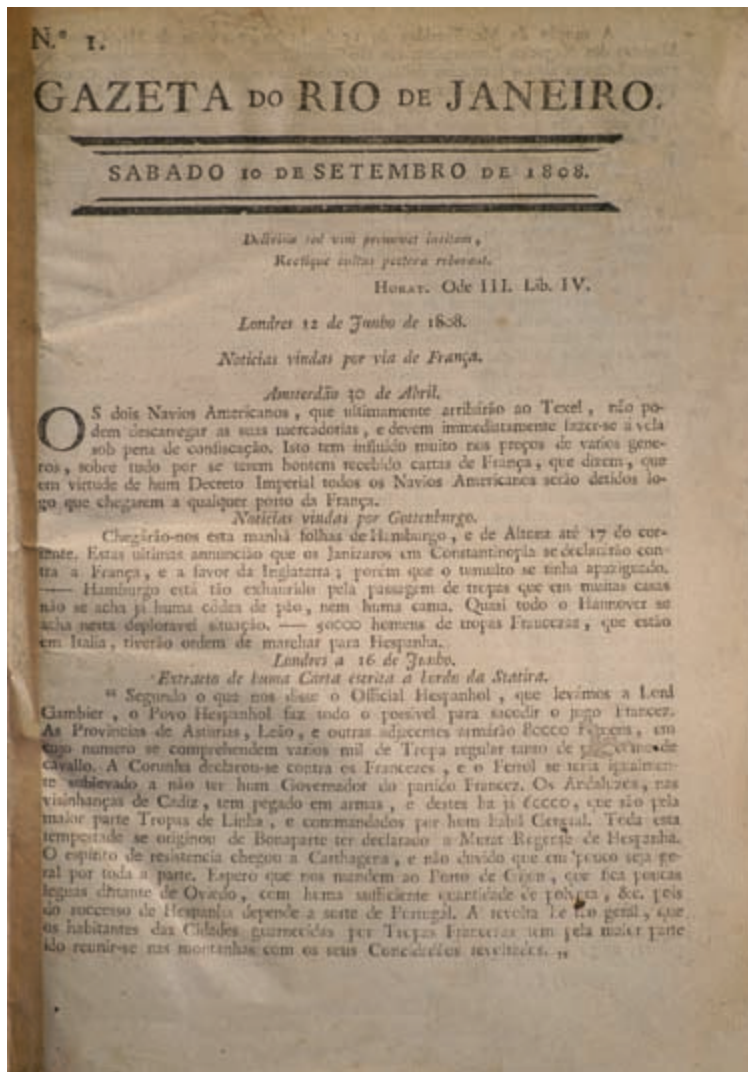 N.º 1.
GAZETA DO RIO DE JANEIRO.
SABADO 10 DE SETEMBRO DE 1808.
Doctrina sed vim promovet insitam,
Rectique cultus pectora roborant.
HORAT. Ode III. Lib. IV.
Londres 12 de Junho de 1808.
Noticias vindas por via de França.
Amsterdão 30 de Abril.
OS dois Navios Americanos, que ultimamente arribárão ao Texel, não po-
dem descarregar as suas mercadorias, e devem immediatamente fazer-se á vela
sob pena de confiscação. Isto tem influido muito nos preços de varios gene-
ros, sobre tudo por se terem hontem recebido cartas de França, que dizem, que
em virtude de hum Decreto Imperial todos os Navios Americanos serão detidos lo-
go que chegarem a qualquer porto da França.
Noticias vindas por Gottenburgo.
Chegárão-nos esta manhã folhas de Hamburgo, e de Altona até 17 do cor-
rente. Estas ultimas annuncião que os Janizaros em Constantinopla se declarárão con-
tra a França, e a favor da Inglaterra; porém que o tumulto se tinha apaziguado.
— Hamburgo está tão exhaurido pela passagem de tropas que em muitas casas
não se acha já huma côdea de pão, nem huma cama. Quasi todo o Hannover se
acha nesta deploravel situação. — 50000 homens de tropas Francezas, que estão
em Italia, tiverão ordem de marchar para Hespanha.
Londres a 16 de Junho.
Extracto de huma Carta escrita a bordo da Statira.
" Segundo o que nos disse o Official Hespanhol, que levámos a Lord
Gambier, o Povo Hespanhol faz todo o possivel para sacodir o jugo Francez.
As Provincias de Asturias, Leão, e outras adjacentes armárão 80000 em
cujo numero se comprehendem varios mil de Tropa regular tanto de de
cavallo. A Corunha declarou-se contra os Francezes, e o Ferrol se teria igualmen-
te sublevado a não ter hum Governador do partido Francez. Os Andaluzes, nas
visinhanças de Cadiz, tem pegado em armas, e destes ha já 60000, que são pela
maior parte Tropas de Linha, e commandados por hum habil General. Toda esta
tempestade se originou de Bonaparte ter declarado a Murat Regente de Hespanha.
O espirito de resistencia chegou a Carthagena, e não duvido que em pouco seja ge-
ral por toda a parte. Espero que nos mandem ao Porto de Gijon, que fica poucas
leguas distante de Oviedo, com huma sufficiente quantidade de polvora, &c. pois
do successo de Hespanha depende a sorte de Portugal. A revolta he tão geral, que
os habitantes das Cidades guarnecidas por Tropas Francezas tem pela maior parte
ido reunir-se nas montanhas com os seus Concidadãos revoltados. „